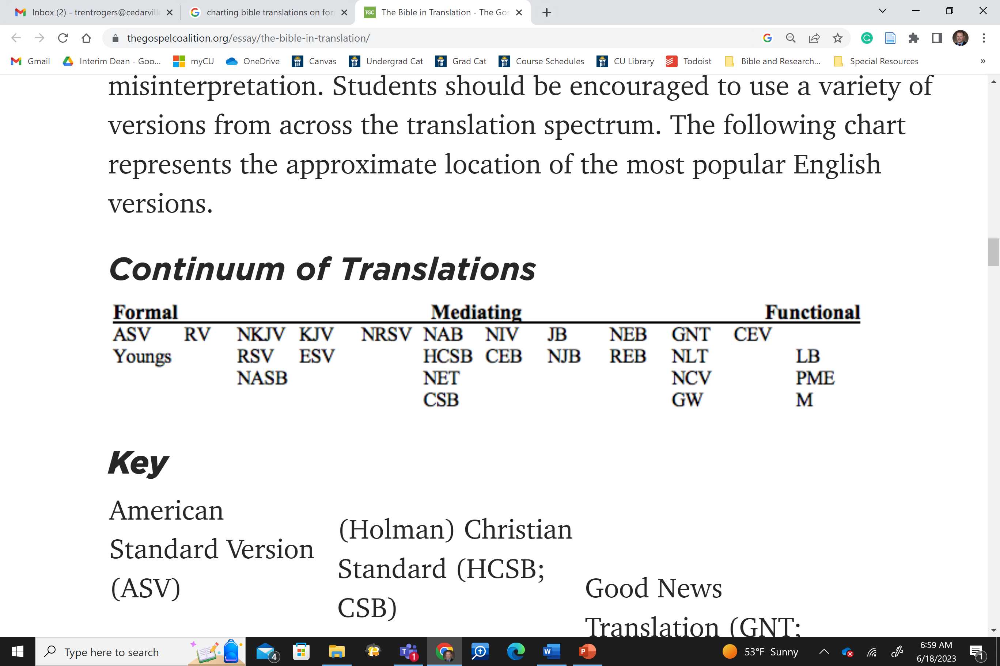 Inbox (2) - trentrogers@cedarville
charting bible translations on for
TGC The Bible in Translation - The Gos
thegospelcoalition.org/essay/the-bible-in-translation/
Gmail Interim Dean - Goo... myCU OneDrive Canvas Undergrad Cat Grad Cat Course Schedules CU Library Todoist Bible and Research... Special Resources »
misinterpretation. Students should be encouraged to use a variety of
versions from across the translation spectrum. The following chart
represents the approximate location of the most popular English
versions.
Continuum of Translations
Formal Mediating Functional
ASV RV NKJV KJV NRSV NAB NIV JB NEB GNT CEV
Youngs RSV ESV HCSB CEB NJB REB NLT LB
NASB NET NCV PME
CSB GW M
Key
American
Standard Version
(ASV)
(Holman) Christian
Standard (HCSB;
CSB)
Good News
Translation (GNT;
Type here to search
4
T 1
W
P
53°F Sunny
6:59 AM
6/18/2023
1